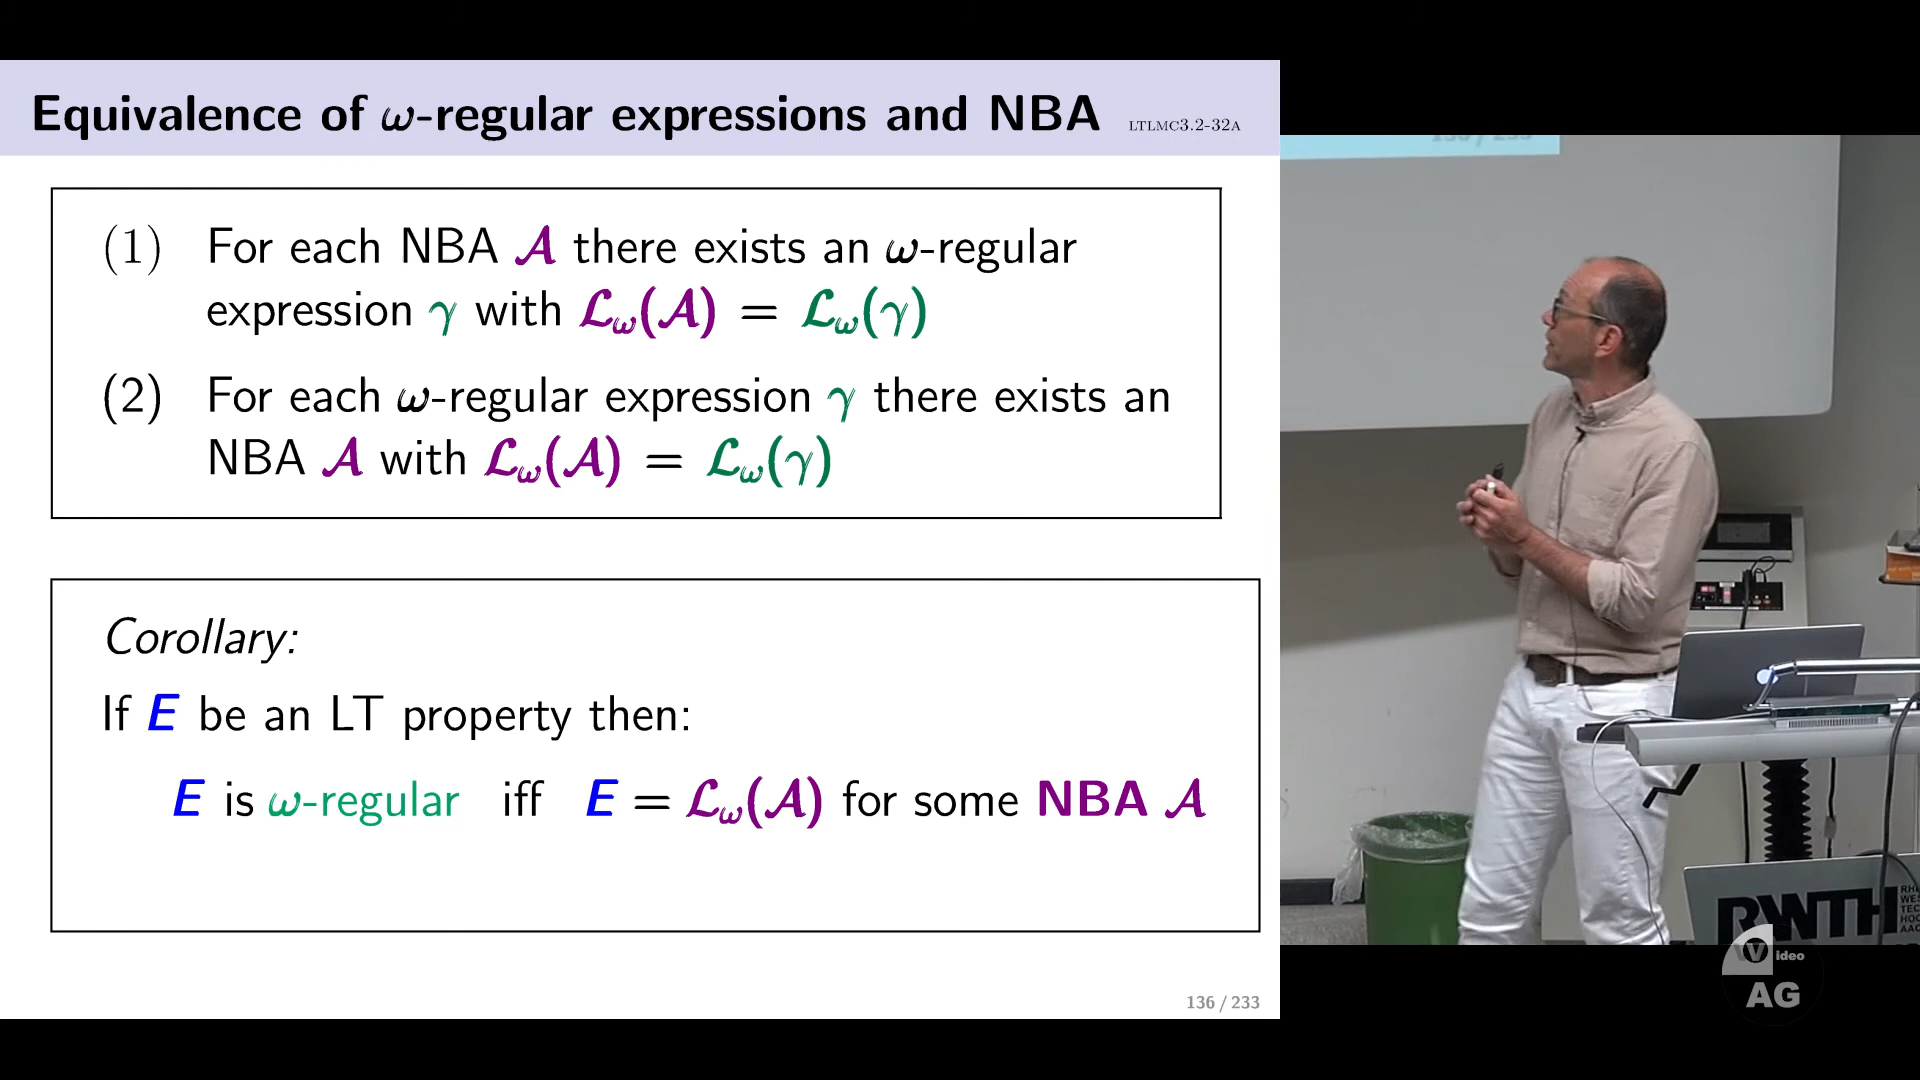 Equivalence of ω-regular expressions and NBA LTLMC3.2-32A
(1) For each NBA 𝒜 there exists an ω-regular
expression γ with ℒω(𝒜) = ℒω(γ)
(2) For each ω-regular expression γ there exists an
NBA 𝒜 with ℒω(𝒜) = ℒω(γ)
Corollary:
If E be an LT property then:
E is ω-regular iff E = ℒω(𝒜) for some NBA 𝒜
136 / 233
136 / 233
RWTH
Video
AG